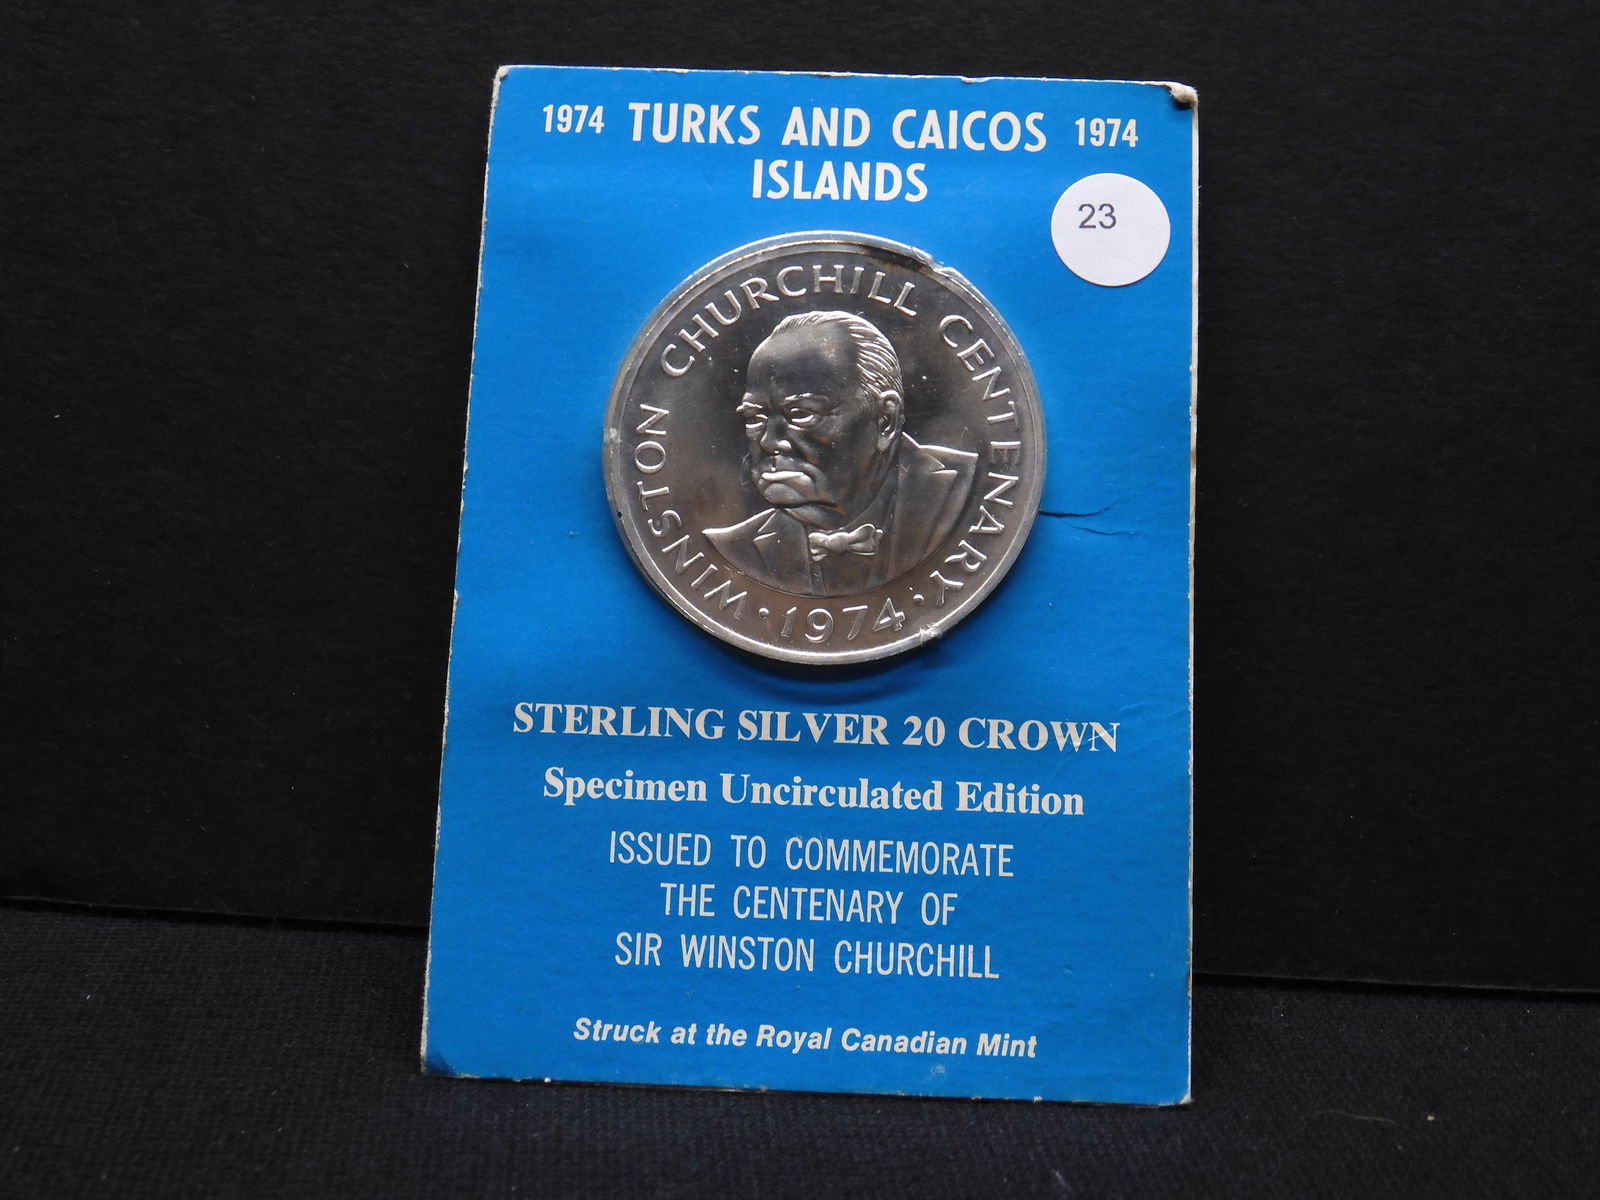 1974 TURKS AND CAICOS 1974
ISLANDS
23
WINSTON CHURCHILL CENTENARY
• 1974 •
STERLING SILVER 20 CROWN
Specimen Uncirculated Edition
ISSUED TO COMMEMORATE
THE CENTENARY OF
SIR WINSTON CHURCHILL
Struck at the Royal Canadian Mint